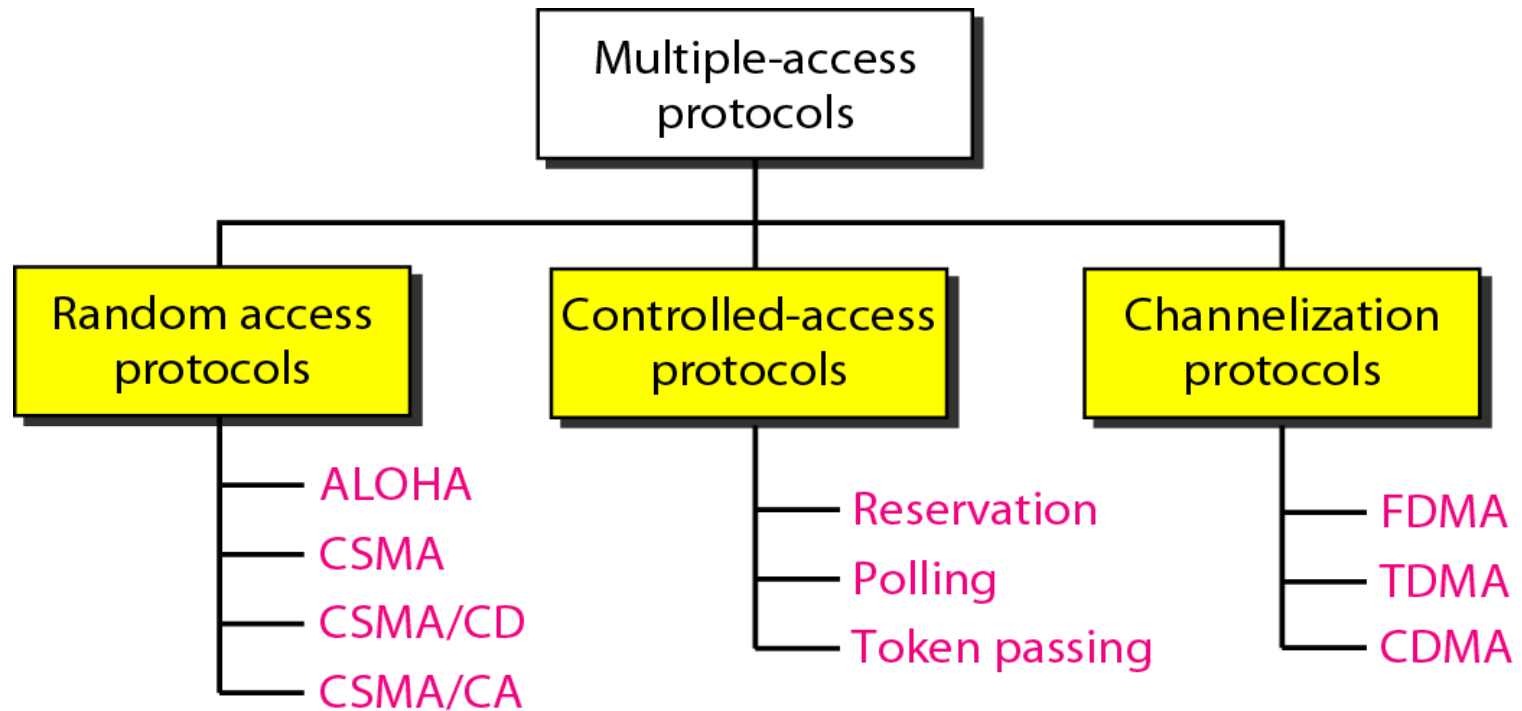 Multiple-access
protocols
Random access
protocols
Controlled-access
protocols
Channelization
protocols
ALOHA
CSMA
CSMA/CD
CSMA/CA
Reservation
Polling
Token passing
FDMA
TDMA
CDMA